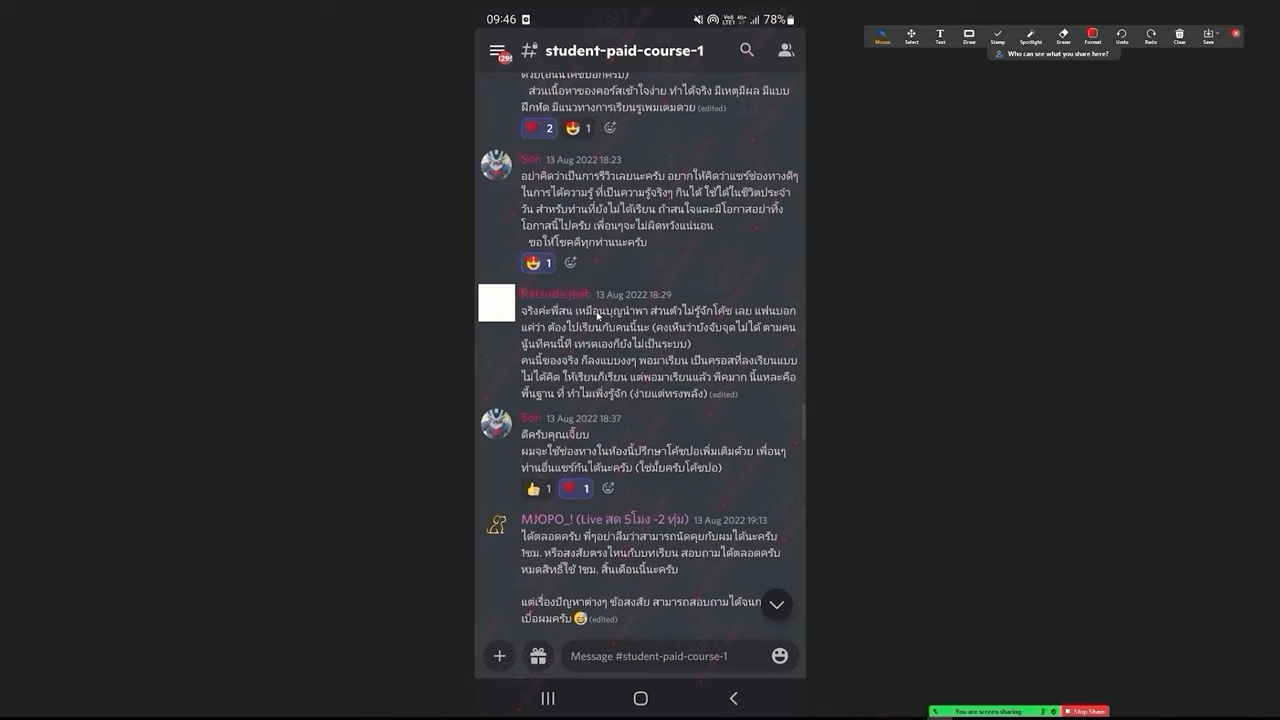 09:46
78%
Mouse Select Text Draw Stamp Spotlight Eraser Format Undo Redo Clear Save
Who can see what you share here?
student-paid-course-1
ส่วนเนื้อหาของคอร์สเข้าใจง่าย ทำได้จริง มีเหตุมีผล มีแบบ
ฝึกหัด มีแนวทางการเรียนรู้เพิ่มเติมด้วย (edited)
2 1
Son 13 Aug 2022 18:23
อย่าคิดว่าเป็นการรีวิวเลยนะครับ อยากให้คิดว่าแชร์ช่องทางดีๆ
ในการได้ความรู้ ที่เป็นความรู้จริงๆ กินได้ ใช้ได้ในชีวิตประจำ
วัน สำหรับท่านที่ยังไม่ได้เรียน ถ้าสนใจและมีโอกาสอย่าทิ้ง
โอกาสนี้ไปครับ เพื่อนๆจะไม่ผิดหวังแน่นอน
ขอให้โชคดีทุกท่านนะครับ
1
Ratsuda.jeab 13 Aug 2022 18:29
จริงค่ะพี่สน เหมือนบุญนำพา ส่วนตัวไม่รู้จักโค้ช เลย แฟนบอก
แค่ว่า ต้องไปเรียนกับคนนี้นะ (คงเห็นว่ายังจับจุดไม่ได้ ตามคน
นู้นทีคนนี้ที เทรดเองก็ยังไม่เป็นระบบ)
คนนี้ของจริง ก็ลงแบบงงๆ พอมาเรียน เป็นครอสที่ลงเรียนแบบ
ไม่ได้คิด ให้เรียนก็เรียน แต่พอมาเรียนแล้ว พีคมาก นี้แหละคือ
พื้นฐาน ที่ ทำไมเพิ่งรู้จัก (ง่ายแต่ทรงพลัง) (edited)
Son 13 Aug 2022 18:37
ดีครับคุณเจี๊ยบ
ผมจะใช้ช่องทางในห้องนี้ปรึกษาโค้ชปอเพิ่มเติมด้วย เพื่อนๆ
ท่านอื่นแชร์กันได้นะครับ (ใช่มั้ยครับโค้ชปอ)
1 1
MJOPO_! (Live สด 5โมง -2 ทุ่ม) 13 Aug 2022 19:13
ได้ตลอดครับ พี่ๆอย่าลืมว่าสามารถนัดคุยกับผมได้นะครับ
1ชม. หรือสงสัยตรงไหนกับบทเรียน สอบถามได้ตลอดครับ
หมดสิทธิ์ใช้ 1ชม. สิ้นเดือนนี้นะครับ
แต่เรื่องปัญหาต่างๆ ข้อสงสัย สามารถสอบถามได้จนก
เบื่อผมครับ (edited)
Message #student-paid-course-1
You are screen sharing Stop Share